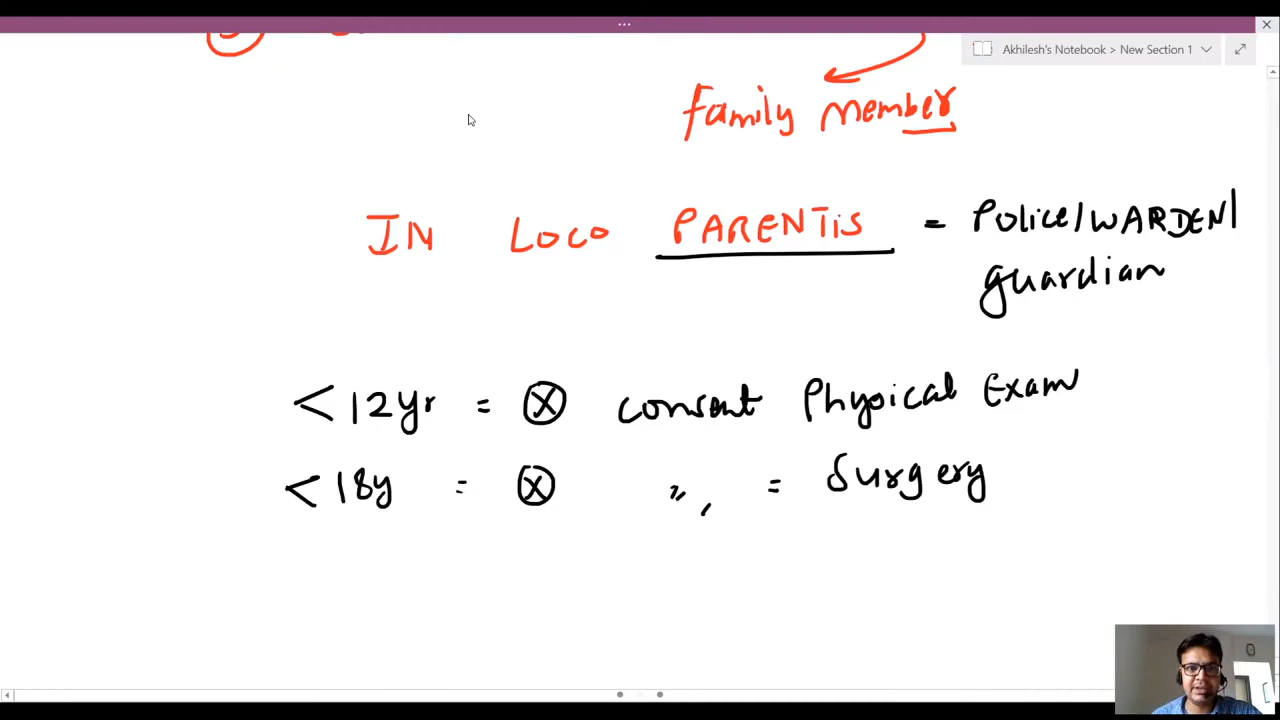 Akhilesh's Notebook > New Section 1
family member
IN LOCO PARENTiS = Police/WARDEN/
guardian
<12yr = ⓧ consent Physical Exam
<18y = ⓧ 〃, = Surgery